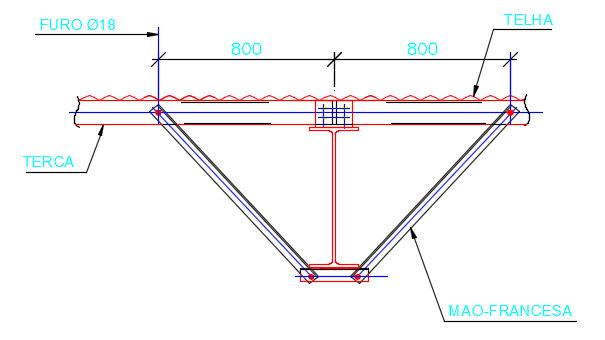 FURO Ø18
TELHA
800
800
TERCA
MAO-FRANCESA